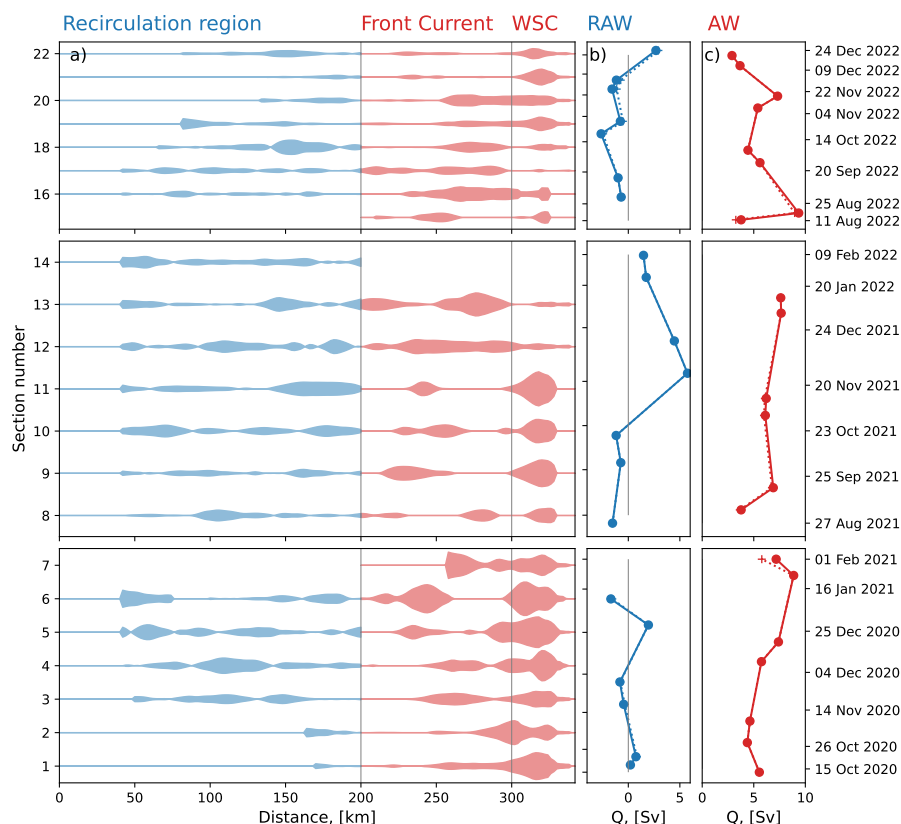 Recirculation region Front Current WSC RAW AW
a) b) c)
22
20
18
16
24 Dec 2022
09 Dec 2022
22 Nov 2022
04 Nov 2022
14 Oct 2022
20 Sep 2022
25 Aug 2022
11 Aug 2022
Section number
14
13
12
11
10
9
8
09 Feb 2022
20 Jan 2022
24 Dec 2021
20 Nov 2021
23 Oct 2021
25 Sep 2021
27 Aug 2021
7
6
5
4
3
2
1
01 Feb 2021
16 Jan 2021
25 Dec 2020
04 Dec 2020
14 Nov 2020
26 Oct 2020
15 Oct 2020
0 50 100 150 200 250 300 0 5 0 5 10
Distance, [km] Q, [Sv] Q, [Sv]